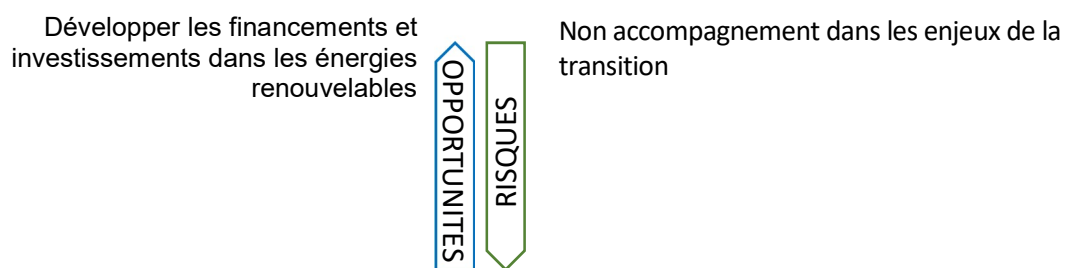 Développer les financements et
investissements dans les énergies
renouvelables
OPPORTUNITES
RISQUES
Non accompagnement dans les enjeux de la
transition